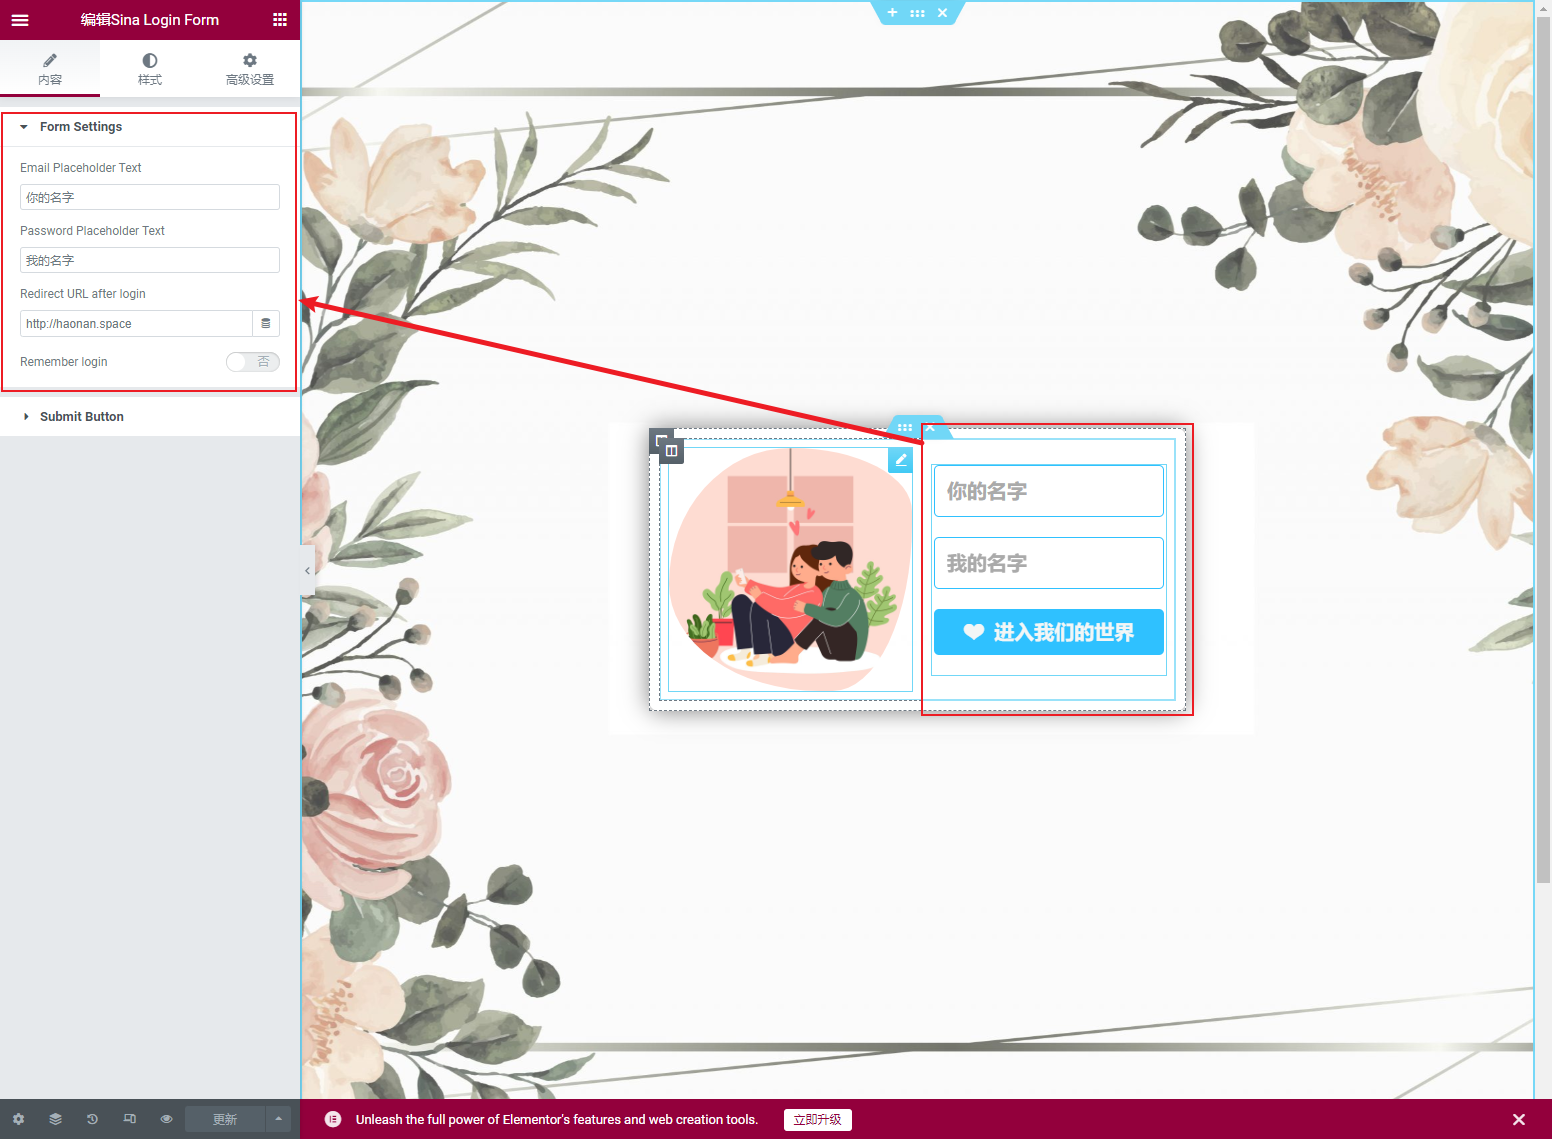 编辑Sina Login Form
内容
样式
高级设置
Form Settings
Email Placeholder Text
你的名字
Password Placeholder Text
我的名字
Redirect URL after login
http://haonan.space
Remember login
否
Submit Button
你的名字
我的名字
进入我们的世界
更新
Unleash the full power of Elementor's features and web creation tools.
立即升级